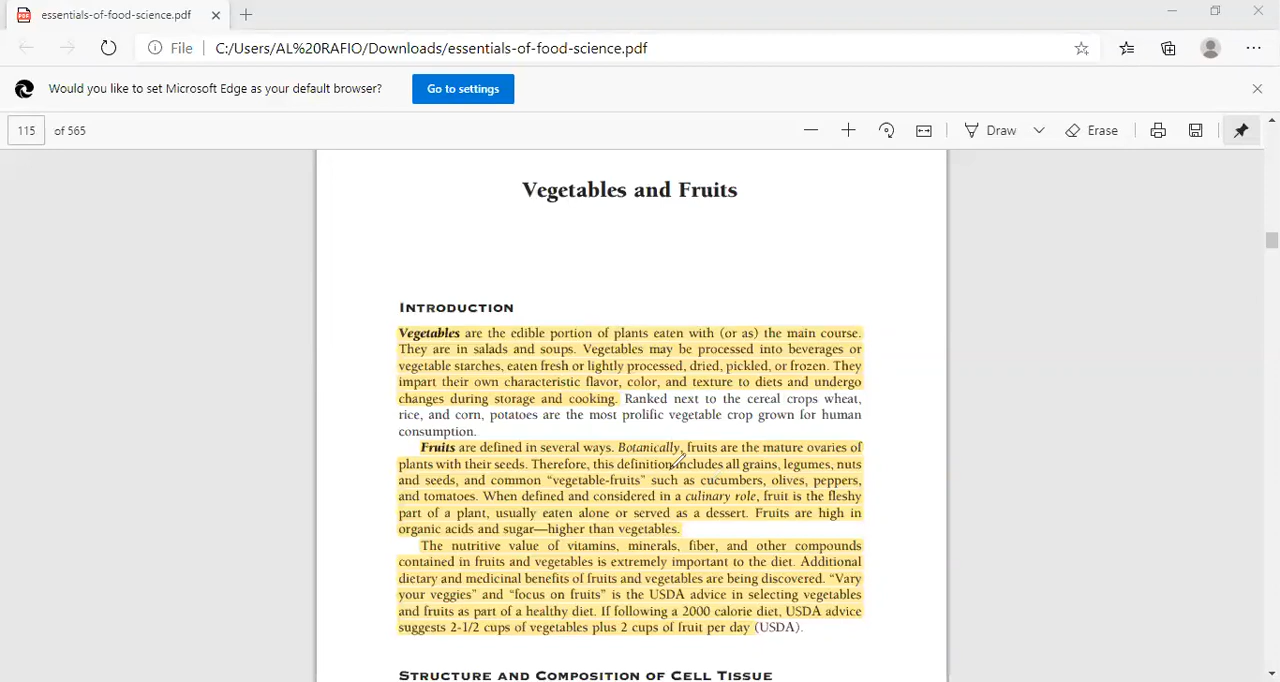 essentials-of-food-science.pdf
File
C:/Users/AL%20RAFIO/Downloads/essentials-of-food-science.pdf
Would you like to set Microsoft Edge as your default browser?
Go to settings
115 of 565
Draw
Erase
Vegetables and Fruits
INTRODUCTION
Vegetables are the edible portion of plants eaten with (or as) the main course.
They are in salads and soups. Vegetables may be processed into beverages or
vegetable starches, eaten fresh or lightly processed, dried, pickled, or frozen. They
impart their own characteristic flavor, color, and texture to diets and undergo
changes during storage and cooking. Ranked next to the cereal crops wheat,
rice, and corn, potatoes are the most prolific vegetable crop grown for human
consumption.
Fruits are defined in several ways. Botanically, fruits are the mature ovaries of
plants with their seeds. Therefore, this definition includes all grains, legumes, nuts
and seeds, and common “vegetable-fruits” such as cucumbers, olives, peppers,
and tomatoes. When defined and considered in a culinary role, fruit is the fleshy
part of a plant, usually eaten alone or served as a dessert. Fruits are high in
organic acids and sugar—higher than vegetables.
The nutritive value of vitamins, minerals, fiber, and other compounds
contained in fruits and vegetables is extremely important to the diet. Additional
dietary and medicinal benefits of fruits and vegetables are being discovered. “Vary
your veggies” and “focus on fruits” is the USDA advice in selecting vegetables
and fruits as part of a healthy diet. If following a 2000 calorie diet, USDA advice
suggests 2-1/2 cups of vegetables plus 2 cups of fruit per day (USDA).
STRUCTURE AND COMPOSITION OF CELL TISSUE